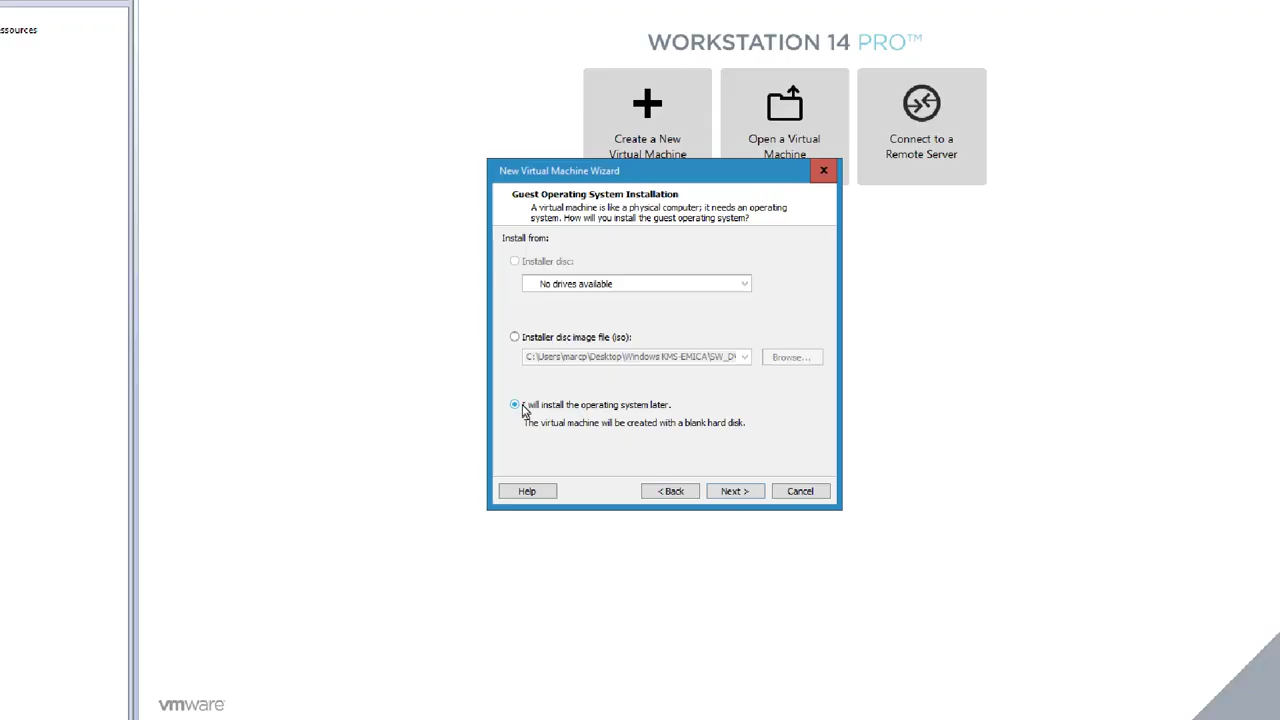 ssources
WORKSTATION 14 PRO™
Create a New
Virtual Machine
Open a Virtual
Machine
Connect to a
Remote Server
New Virtual Machine Wizard
Guest Operating System Installation
A virtual machine is like a physical computer; it needs an operating
system. How will you install the guest operating system?
Install from:
Installer disc:
No drives available
Installer disc image file (iso):
C:\Users\marcp\Desktop\Windows KMS-EMICA\SW_D
Browse...
I will install the operating system later.
The virtual machine will be created with a blank hard disk.
Help
< Back
Next >
Cancel
vmware